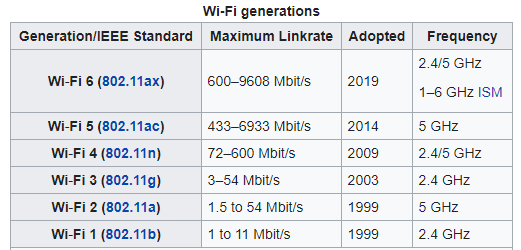 Wi-Fi generations
Generation/IEEE Standard Maximum Linkrate Adopted Frequency
Wi-Fi 6 (802.11ax) 600–9608 Mbit/s 2019 2.4/5 GHz
1–6 GHz ISM
Wi-Fi 5 (802.11ac) 433–6933 Mbit/s 2014 5 GHz
Wi-Fi 4 (802.11n) 72–600 Mbit/s 2009 2.4/5 GHz
Wi-Fi 3 (802.11g) 3–54 Mbit/s 2003 2.4 GHz
Wi-Fi 2 (802.11a) 1.5 to 54 Mbit/s 1999 5 GHz
Wi-Fi 1 (802.11b) 1 to 11 Mbit/s 1999 2.4 GHz